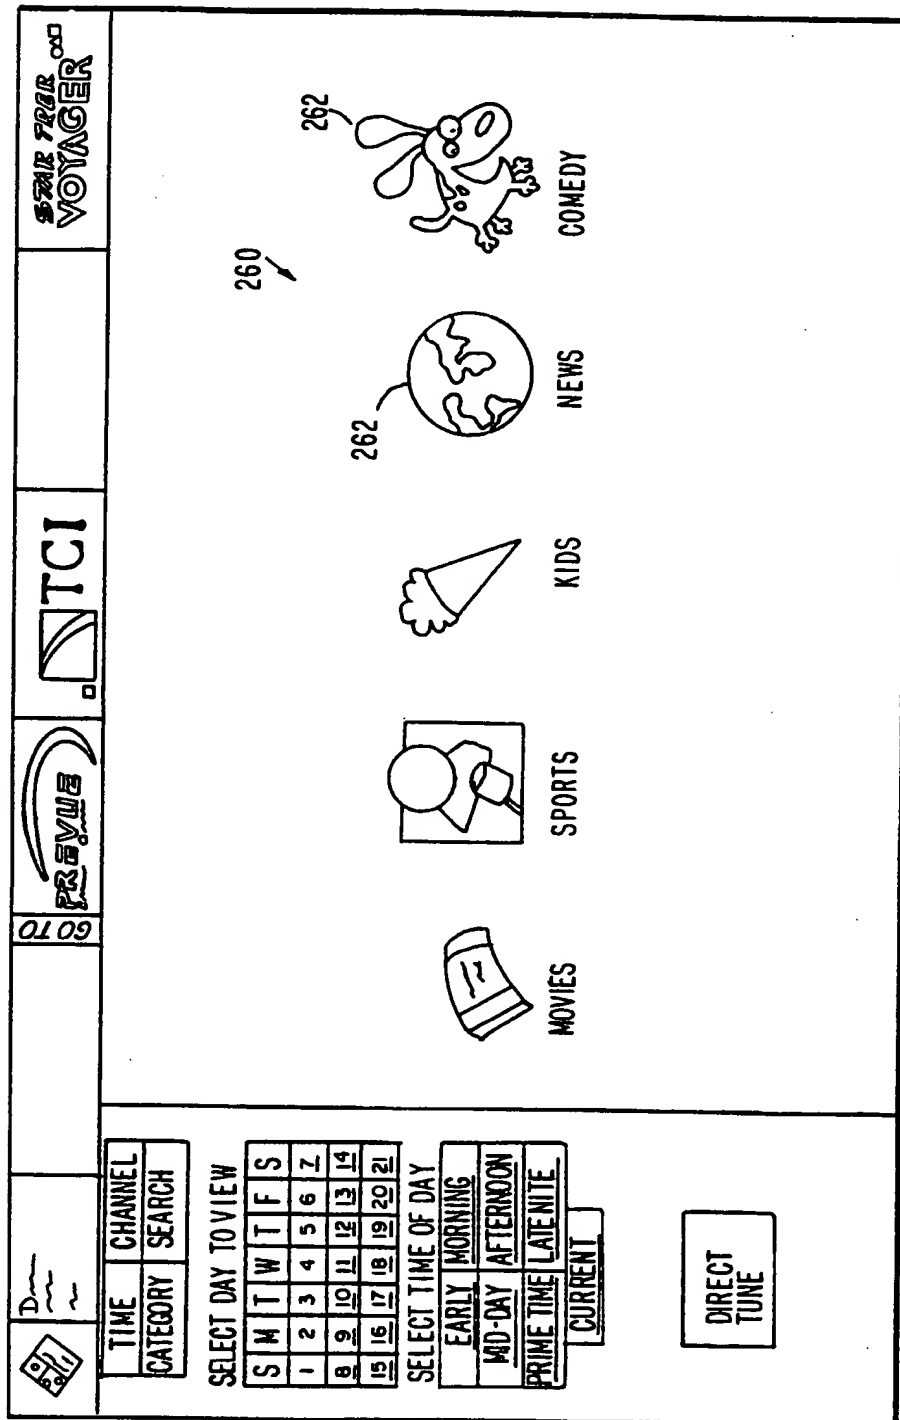 GO TO
PREVUE
TCI
STAR TREK
VOYAGER
TIME CHANNEL
CATEGORY SEARCH
SELECT DAY TO VIEW
S M T W T F S
1 2 3 4 5 6 7
8 9 10 11 12 13 14
15 16 17 18 19 20 21
SELECT TIME OF DAY
EARLY MORNING
MID-DAY AFTERNOON
PRIME TIME LATE NITE
CURRENT
DIRECT
TUNE
260
262
262
MOVIES
SPORTS
KIDS
NEWS
COMEDY